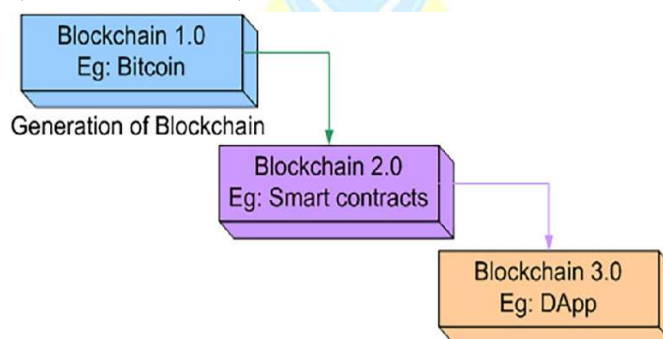 Blockchain 1.0
Eg: Bitcoin
Generation of Blockchain
Blockchain 2.0
Eg: Smart contracts
Blockchain 3.0
Eg: DApp